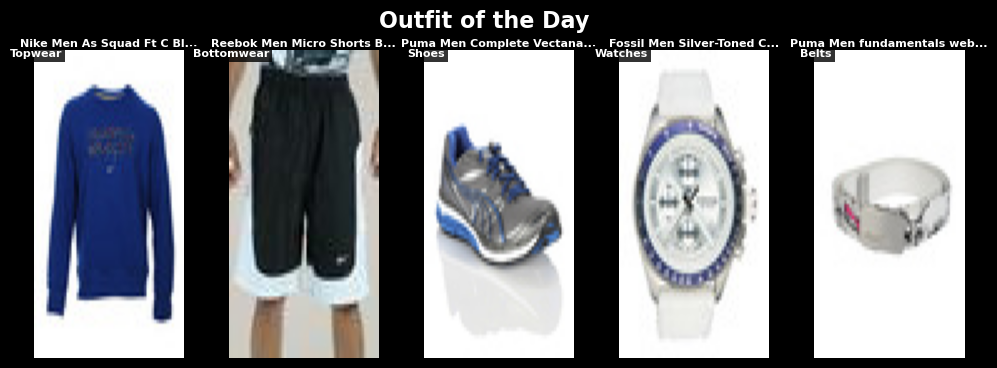 Outfit of the Day
Nike Men As Squad Ft C Bl...
Topwear
Reebok Men Micro Shorts B...
Bottomwear
Puma Men Complete Vectana...
Shoes
Fossil Men Silver-Toned C...
Watches
Puma Men fundamentals web...
Belts